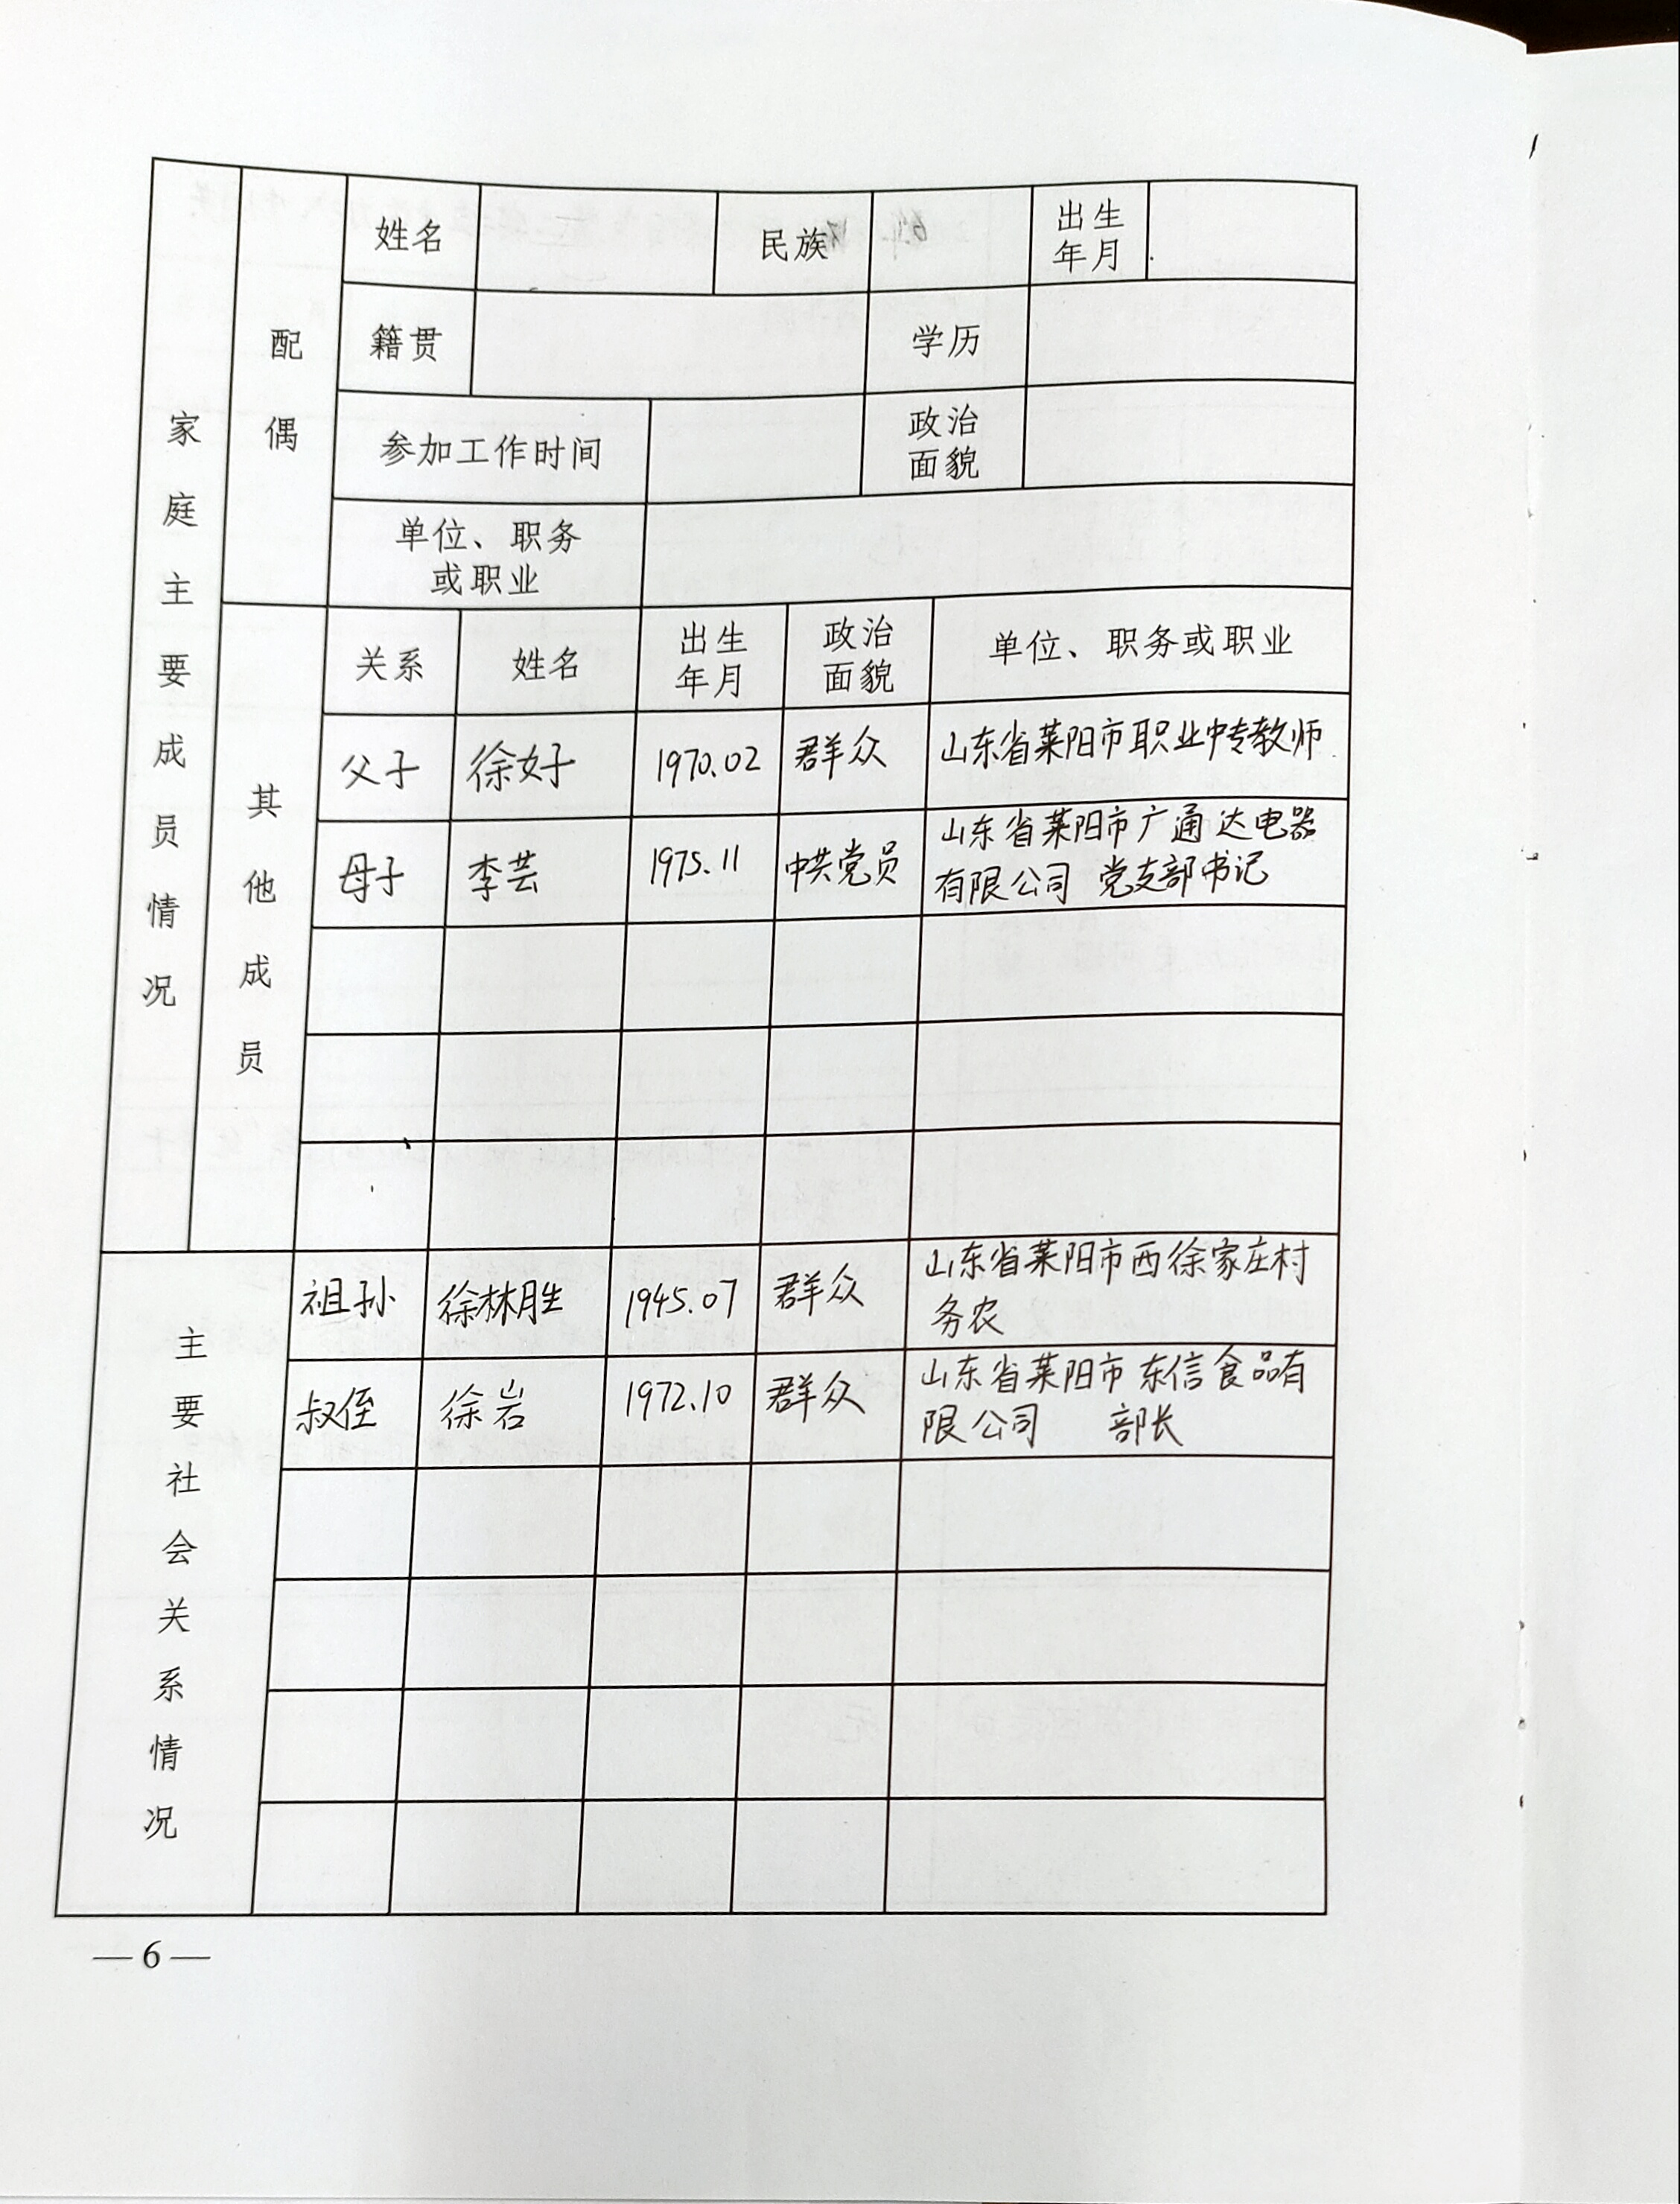 家庭主要成员情况
配偶
姓名 民族 出生年月
籍贯 学历
参加工作时间 政治面貌
单位、职务或职业
其他成员
关系 姓名 出生年月 政治面貌 单位、职务或职业
父子 徐好 1970.02 群众 山东省莱阳市职业中专教师
母子 李芸 1975.11 中共党员 山东省莱阳市广通达电器
有限公司 党支部书记
主要社会关系情况
祖孙 徐林胜 1945.07 群众 山东省莱阳市西徐家庄村
务农
叔侄 徐岩 1972.10 群众 山东省莱阳市东信食品有
限公司 部长
— 6 —